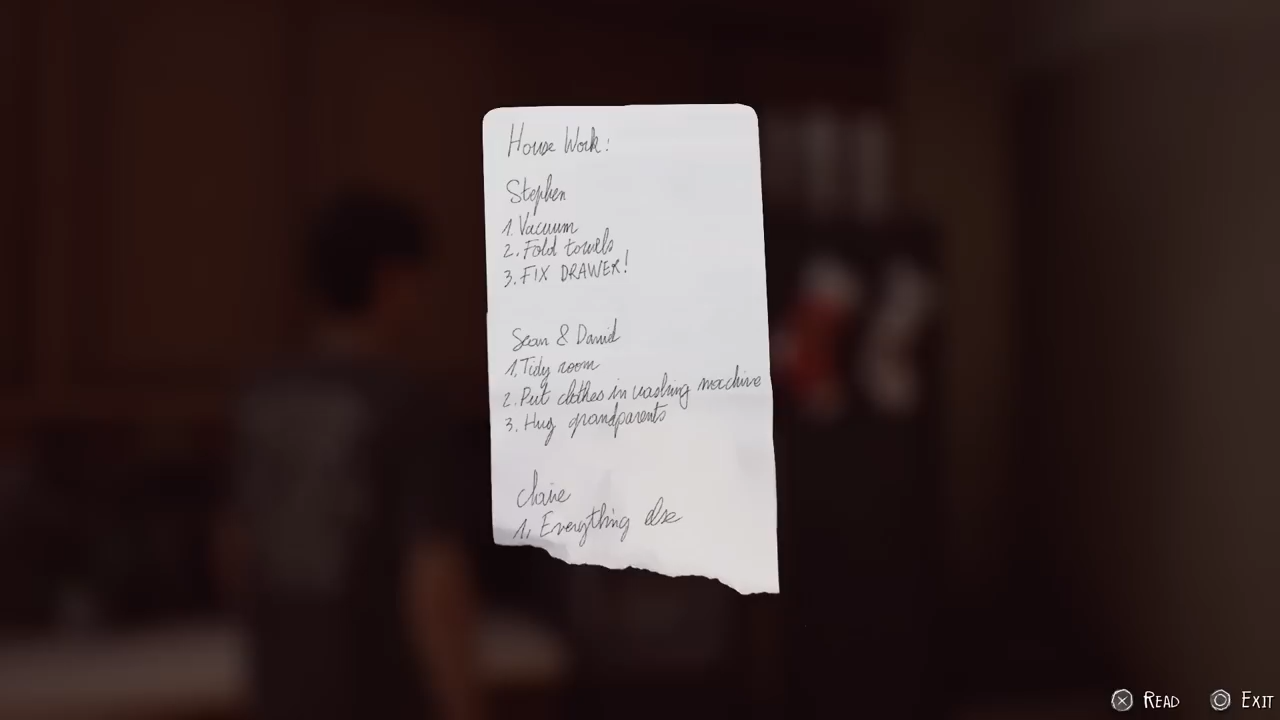 House Work:
Stephen
1. Vacuum
2. Fold towels
3. FIX DRAWER!
Sean & Daniel
1. Tidy room
2. Put clothes in washing machine
3. Hug grandparents
Claire
1. Everything else
READ EXIT